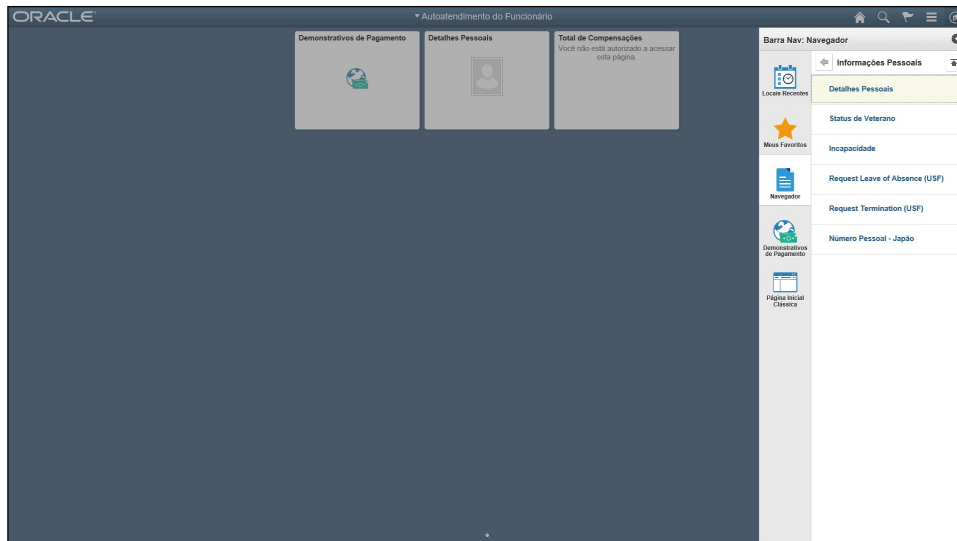 ORACLE
Autoatendimento do Funcionário
Demonstrativos de Pagamento
Detalhes Pessoais
Total de Compensações
Você não está autorizado a acessar
esta página.
Barra Nav: Navegador
Locais Recentes
Meus Favoritos
Navegador
Demonstrativos
de Pagamento
Página Inicial
Clássica
Informações Pessoais
Detalhes Pessoais
Status de Veterano
Incapacidade
Request Leave of Absence (USF)
Request Termination (USF)
Número Pessoal - Japão